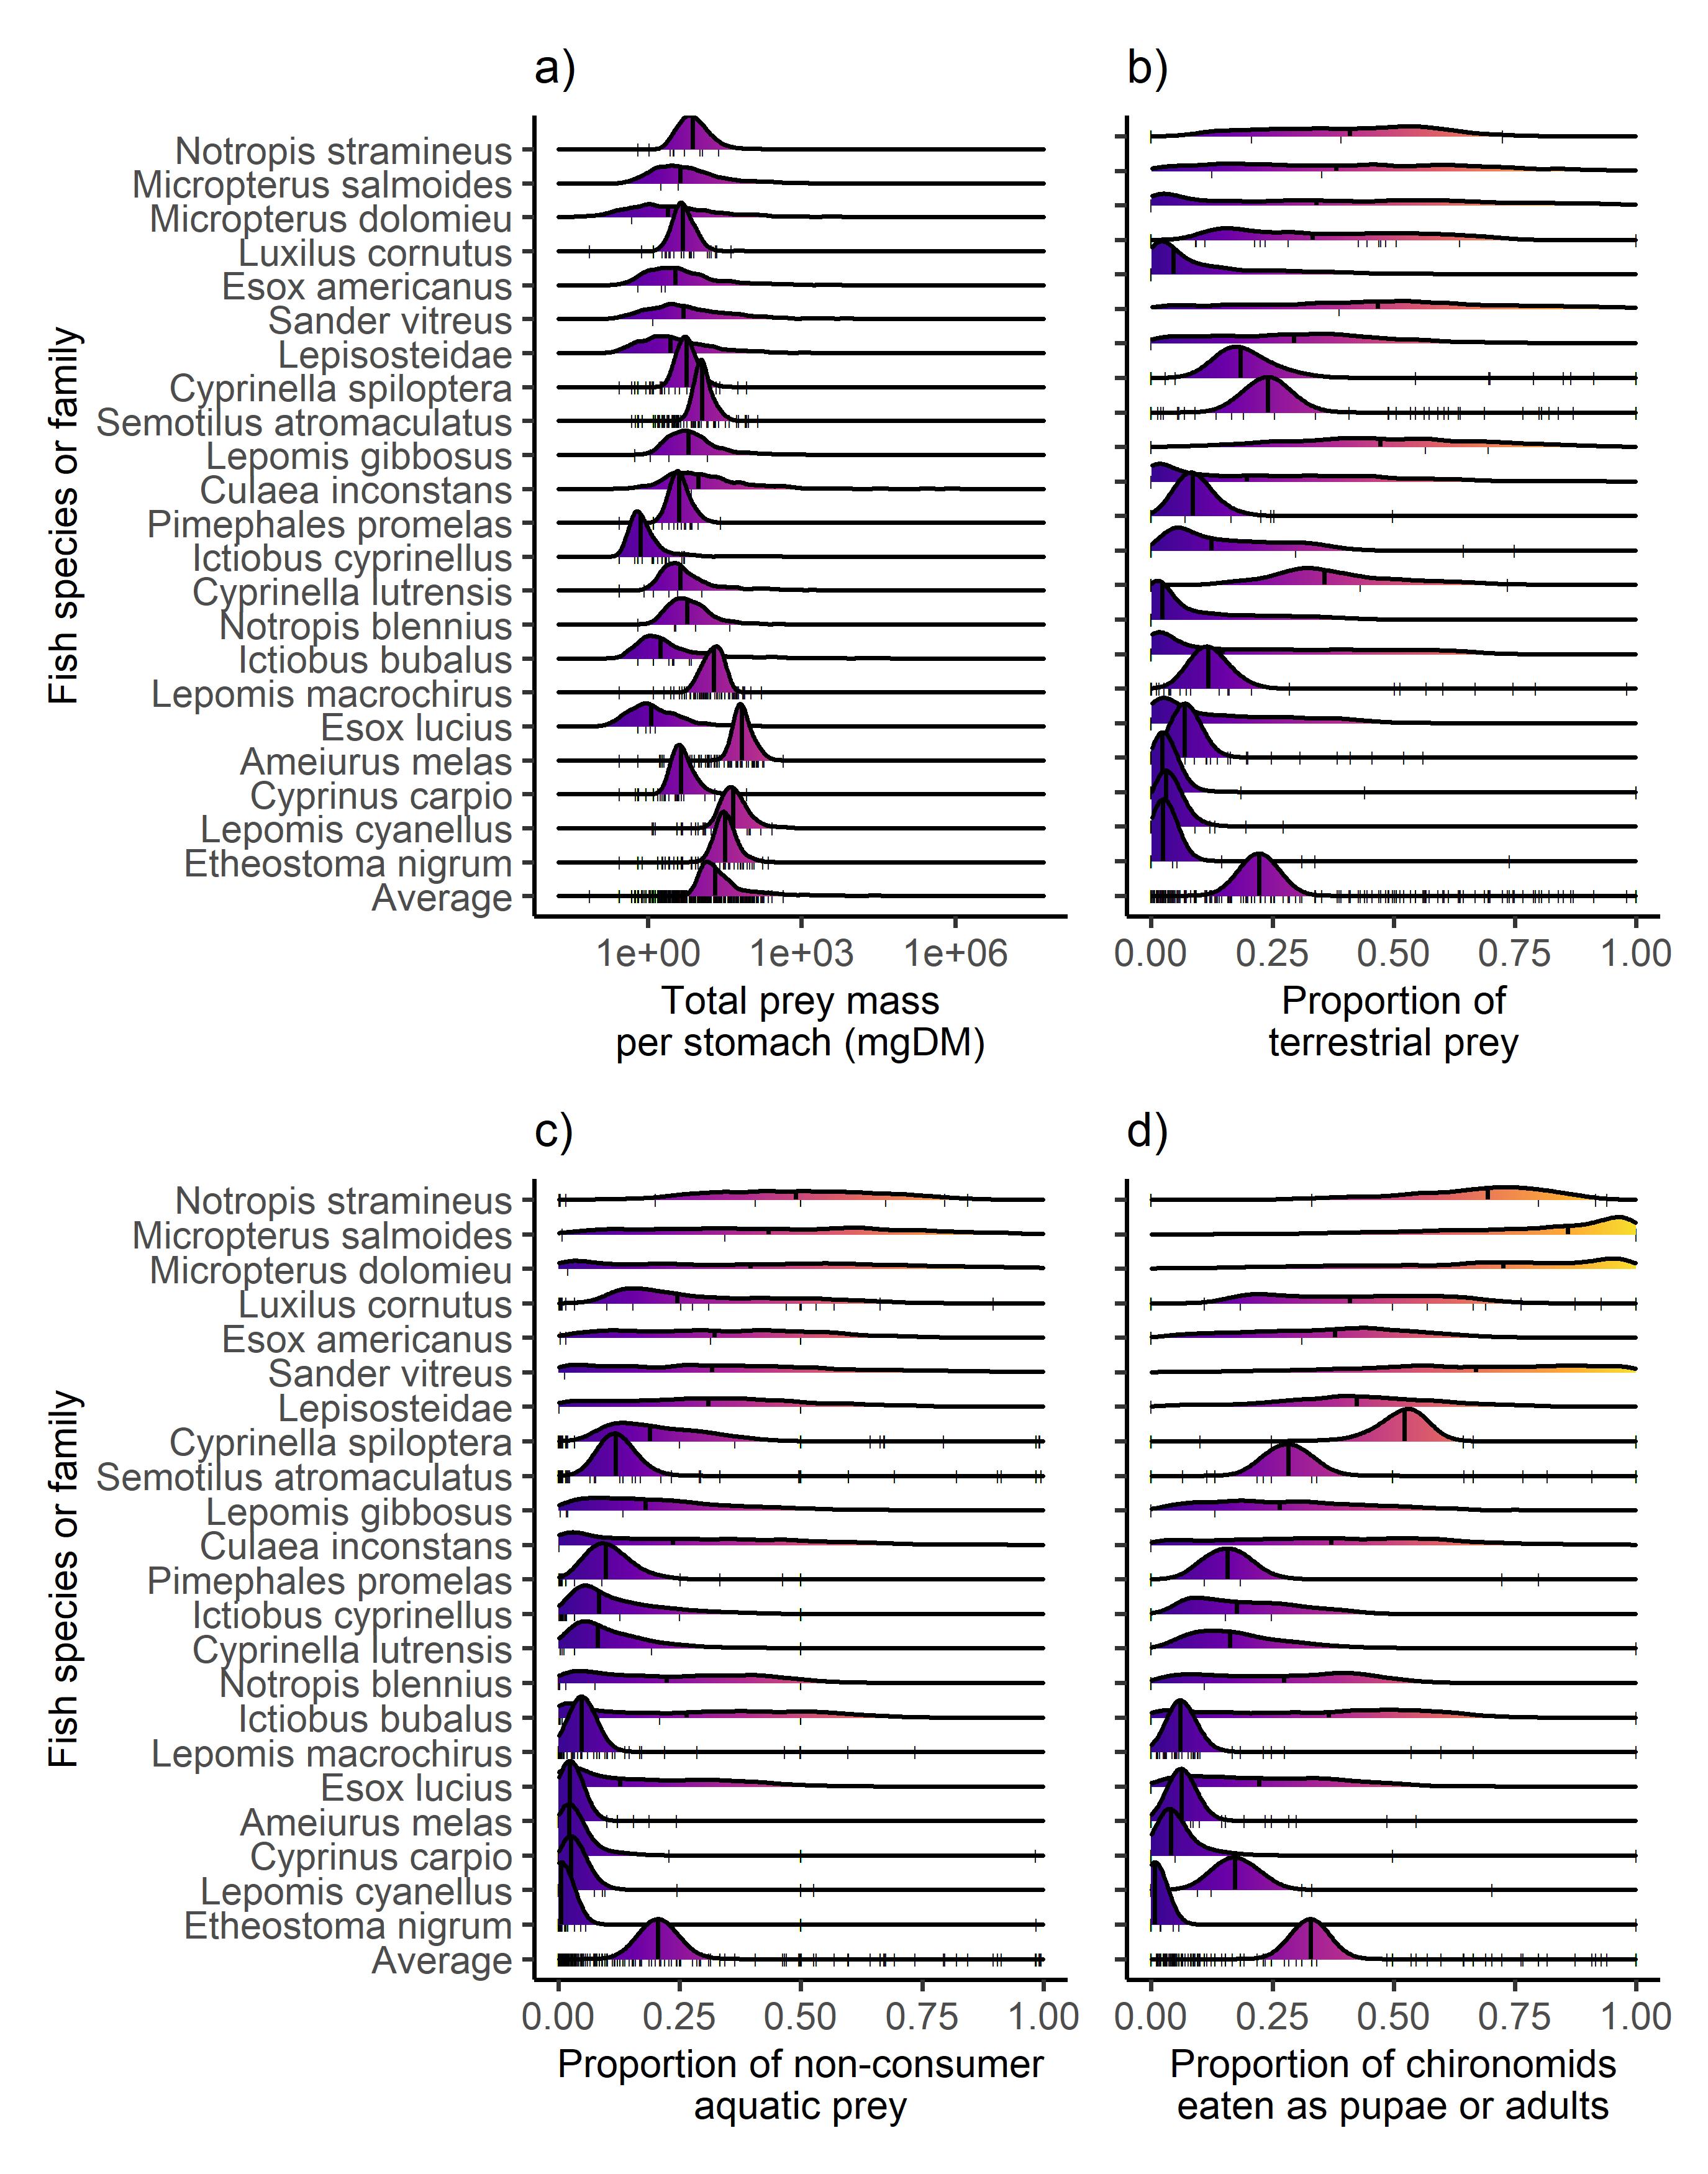 a)
b)
Fish species or family
Notropis stramineus
Micropterus salmoides
Micropterus dolomieu
Luxilus cornutus
Esox americanus
Sander vitreus
Lepisosteidae
Cyprinella spiloptera
Semotilus atromaculatus
Lepomis gibbosus
Culaea inconstans
Pimephales promelas
Ictiobus cyprinellus
Cyprinella lutrensis
Notropis blennius
Ictiobus bubalus
Lepomis macrochirus
Esox lucius
Ameiurus melas
Cyprinus carpio
Lepomis cyanellus
Etheostoma nigrum
Average
1e+00 1e+03 1e+06
0.00 0.25 0.50 0.75 1.00
Total prey mass
per stomach (mgDM)
Proportion of
terrestrial prey
c)
d)
Fish species or family
Notropis stramineus
Micropterus salmoides
Micropterus dolomieu
Luxilus cornutus
Esox americanus
Sander vitreus
Lepisosteidae
Cyprinella spiloptera
Semotilus atromaculatus
Lepomis gibbosus
Culaea inconstans
Pimephales promelas
Ictiobus cyprinellus
Cyprinella lutrensis
Notropis blennius
Ictiobus bubalus
Lepomis macrochirus
Esox lucius
Ameiurus melas
Cyprinus carpio
Lepomis cyanellus
Etheostoma nigrum
Average
0.00 0.25 0.50 0.75 1.00
0.00 0.25 0.50 0.75 1.00
Proportion of non-consumer
aquatic prey
Proportion of chironomids
eaten as pupae or adults